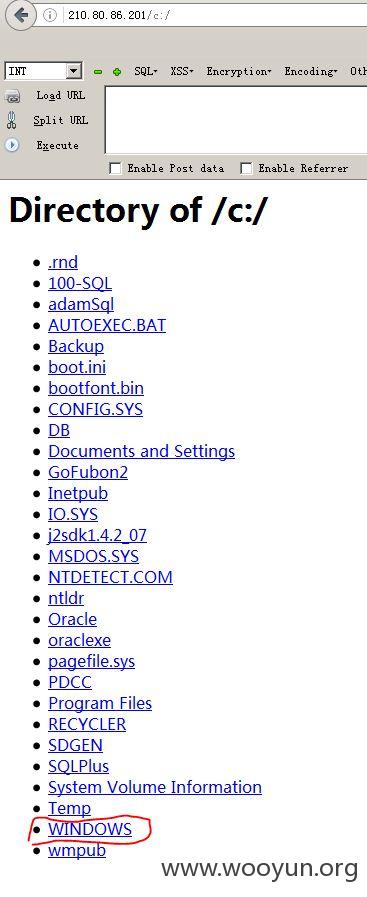 210.80.86.201/c:/
INT SQL- XSS- Encryption- Encoding- Oth
Load URL
Split URL
Execute
Enable Post data Enable Referrer
Directory of /c:/
.rnd
100-SQL
adamSql
AUTOEXEC.BAT
Backup
boot.ini
bootfont.bin
CONFIG.SYS
DB
Documents and Settings
GoFubon2
Inetpub
IO.SYS
j2sdk1.4.2_07
MSDOS.SYS
NTDETECT.COM
ntldr
Oracle
oraclexe
pagefile.sys
PDCC
Program Files
RECYCLER
SDGEN
SQLPlus
System Volume Information
Temp
WINDOWS
wmpub
www.wooyun.org